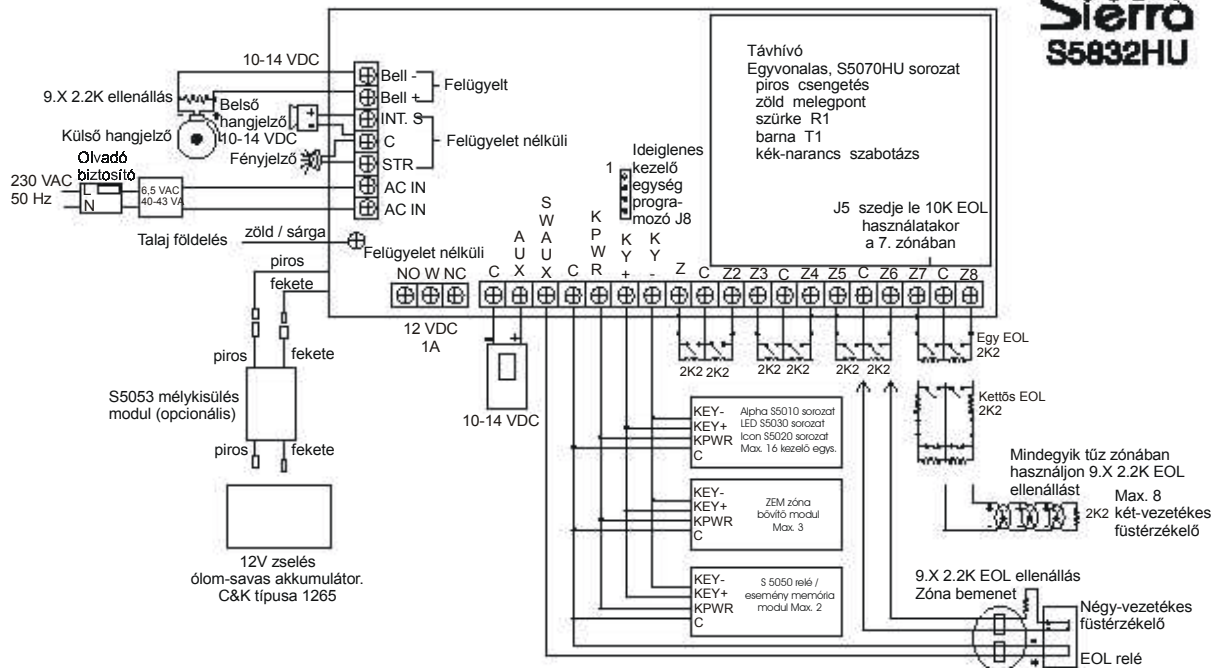 Sierra
S5832HU
10-14 VDC
9.X 2.2K ellenállás
Külső hangjelző
Belső
hangjelző
10-14 VDC
Fényjelző
Olvadó
biztosító
230 VAC
50 Hz
L
N
6,5 VAC
40-43 VA
Bell -
Bell +
INT. S
C
STR
AC IN
AC IN
Felügyelt
Felügyelet nélküli
Talaj földelés
zöld / sárga
Felügyelet nélküli
Távhívó
Egyvonalas, S5070HU sorozat
piros csengetés
zöld melegpont
szürke R1
barna T1
kék-narancs szabotázs
J5 szedje le 10K EOL
használatakor
a 7. zónában
1
Ideiglenes
kezelő
egység
progra-
mozó J8
NO W NC
C AUX SWAUX C KPWR KY+ KY- Z C Z2 Z3 C Z4 Z5 C Z6 Z7 C Z8
12 VDC
1A
10-14 VDC
2K2 2K2
2K2 2K2
2K2 2K2
Egy EOL
2K2
Kettős EOL
2K2
piros
fekete
piros
fekete
S5053 mélykisülés
modul (opcionális)
piros
fekete
12V zselés
ólom-savas akkumulátor.
C&K típusa 1265
KEY-
KEY+
KPWR
C
Alpha S5010 sorozat
LED S5030 sorozat
Icon S5020 sorozat
Max. 16 kezelő egys.
KEY-
KEY+
KPWR
C
ZEM zóna
bővítő modul
Max. 3
KEY-
KEY+
KPWR
C
S 5050 relé /
esemény memória
modul Max. 2
Mindegyik tűz zónában
használjon 9.X 2.2K EOL
ellenállást
2K2
Max. 8
két-vezetékes
füstérzékelő
9.X 2.2K EOL ellenállás
Zóna bemenet
Négy-vezetékes
füstérzékelő
EOL relé